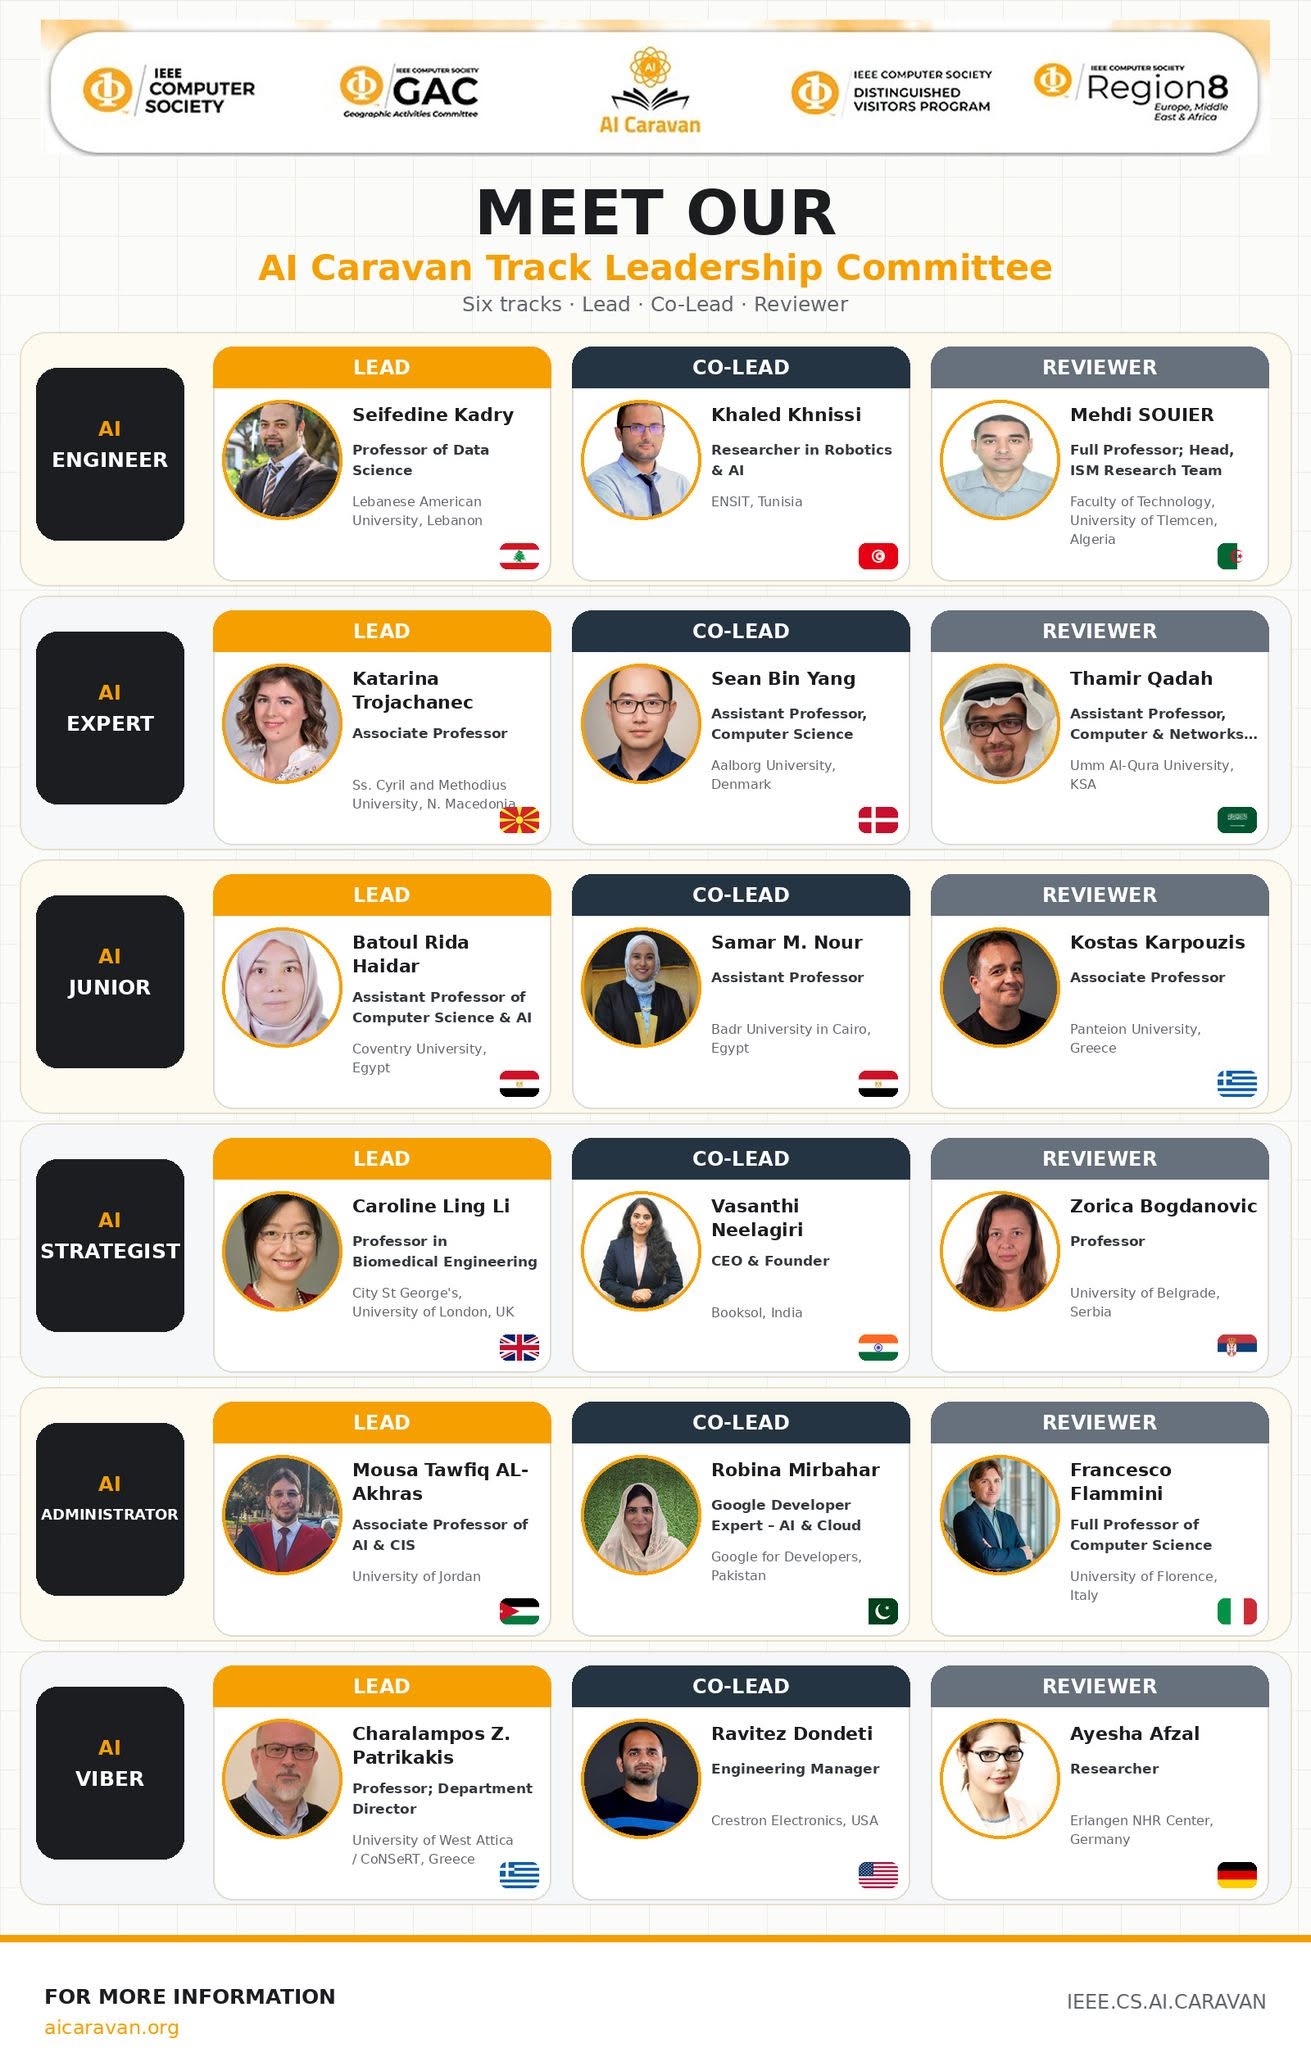 IEEE
COMPUTER
SOCIETY
IEEE COMPUTER SOCIETY
GAC
Geographic Activities Committee
AI
AI Caravan
IEEE COMPUTER SOCIETY
DISTINGUISHED
VISITORS PROGRAM
IEEE COMPUTER SOCIETY
Region8
Europe, Middle
East & Africa
MEET OUR
AI Caravan Track Leadership Committee
Six tracks · Lead · Co-Lead · Reviewer
AI
ENGINEER
LEAD
Seifedine Kadry
Professor of Data
Science
Lebanese American
University, Lebanon
CO-LEAD
Khaled Khnissi
Researcher in Robotics
& AI
ENSIT, Tunisia
REVIEWER
Mehdi SOUIER
Full Professor; Head,
ISM Research Team
Faculty of Technology,
University of Tlemcen,
Algeria
AI
EXPERT
LEAD
Katarina
Trojachanec
Associate Professor
Ss. Cyril and Methodius
University, N. Macedonia
CO-LEAD
Sean Bin Yang
Assistant Professor,
Computer Science
Aalborg University,
Denmark
REVIEWER
Thamir Qadah
Assistant Professor,
Computer & Networks…
Umm Al-Qura University,
KSA
AI
JUNIOR
LEAD
Batoul Rida
Haidar
Assistant Professor of
Computer Science & AI
Coventry University,
Egypt
CO-LEAD
Samar M. Nour
Assistant Professor
Badr University in Cairo,
Egypt
REVIEWER
Kostas Karpouzis
Associate Professor
Panteion University,
Greece
AI
STRATEGIST
LEAD
Caroline Ling Li
Professor in
Biomedical Engineering
City St George's,
University of London, UK
CO-LEAD
Vasanthi
Neelagiri
CEO & Founder
Booksol, India
REVIEWER
Zorica Bogdanovic
Professor
University of Belgrade,
Serbia
AI
ADMINISTRATOR
LEAD
Mousa Tawfiq AL-
Akhras
Associate Professor of
AI & CIS
University of Jordan
CO-LEAD
Robina Mirbahar
Google Developer
Expert – AI & Cloud
Google for Developers,
Pakistan
REVIEWER
Francesco
Flammini
Full Professor of
Computer Science
University of Florence,
Italy
AI
VIBER
LEAD
Charalampos Z.
Patrikakis
Professor; Department
Director
University of West Attica
/ CoNSeRT, Greece
CO-LEAD
Ravitez Dondeti
Engineering Manager
Crestron Electronics, USA
REVIEWER
Ayesha Afzal
Researcher
Erlangen NHR Center,
Germany
FOR MORE INFORMATION
aicaravan.org
IEEE.CS.AI.CARAVAN